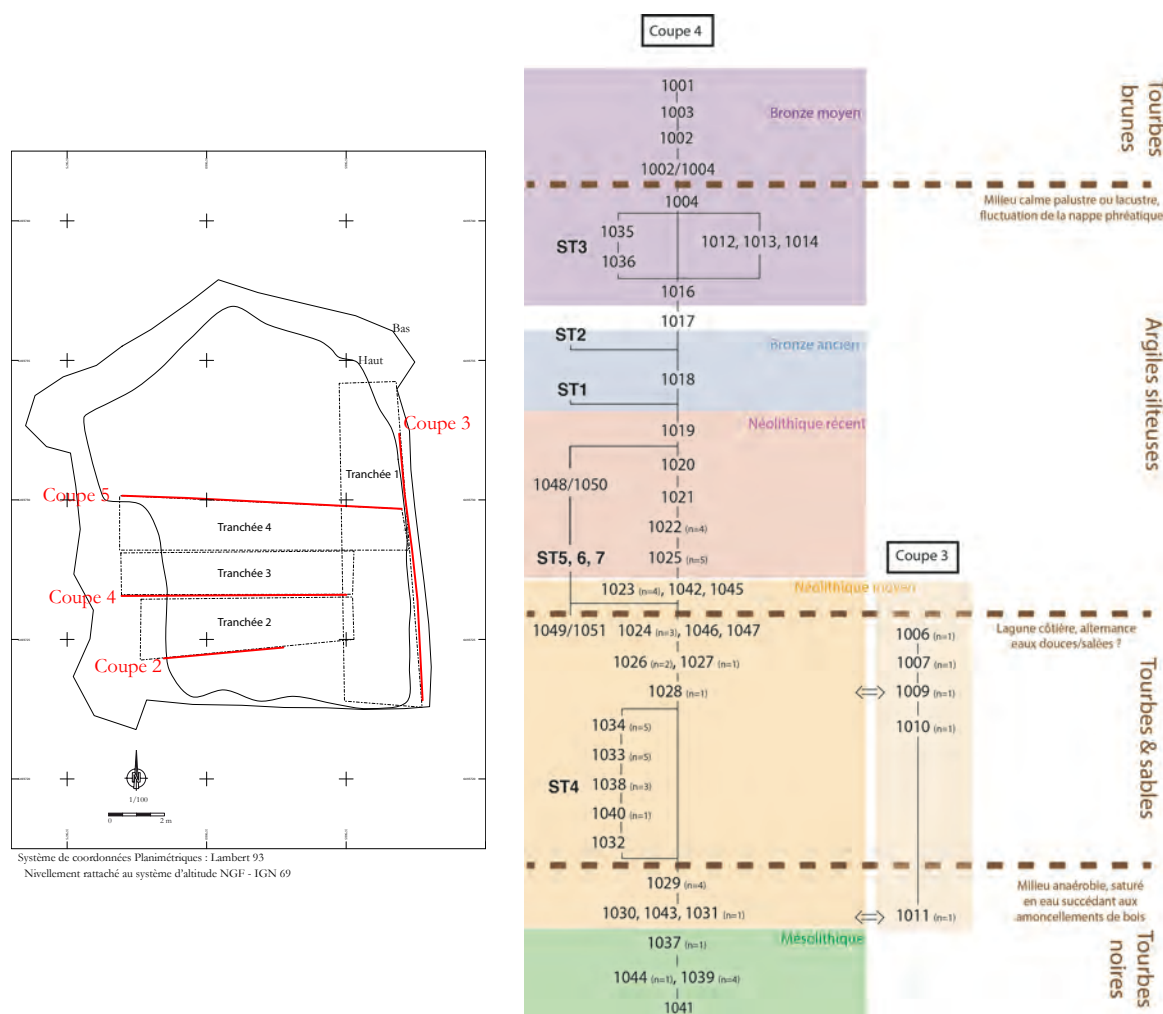 Bas
Haut
Coupe 3
Tranchée 1
Coupe 5
Tranchée 4
Tranchée 3
Coupe 4
Tranchée 2
Coupe 2
N
1/100
0 2 m
Système de coordonnées Planimétriques : Lambert 93
Nivellement rattaché au système d'altitude NGF - IGN 69
Coupe 4
1001
1003
Bronze moyen
1002
1002/1004
1004
1035
ST3
1036
1012, 1013, 1014
1016
1017
ST2
Bronze ancien
1018
ST1
Néolithique récent
1019
1020
1048/1050
1021
1022 (n=4)
ST5, 6, 7
1025 (n=5)
Néolithique moyen
1023 (n=4), 1042, 1045
1049/1051
1024 (n=3), 1046, 1047
1026 (n=2), 1027 (n=1)
1028 (n=1)
1034 (n=5)
1033 (n=5)
ST4
1038 (n=3)
1040 (n=1)
1032
1029 (n=4)
1030, 1043, 1031 (n=1)
Mésolithique
1037 (n=1)
1044 (n=1), 1039 (n=4)
1041
Coupe 3
1006 (n=1)
1007 (n=1)
⇔ 1009 (n=1)
1010 (n=1)
⇔ 1011 (n=1)
Tourbes
brunes
Milieu calme palustre ou lacustre,
fluctuation de la nappe phréatique
Argiles silteuses
Lagune côtière, alternance
eaux douces/salées ?
Tourbes & sables
Milieu anaérobie, saturé
en eau succédant aux
amoncellements de bois
Tourbes
noires